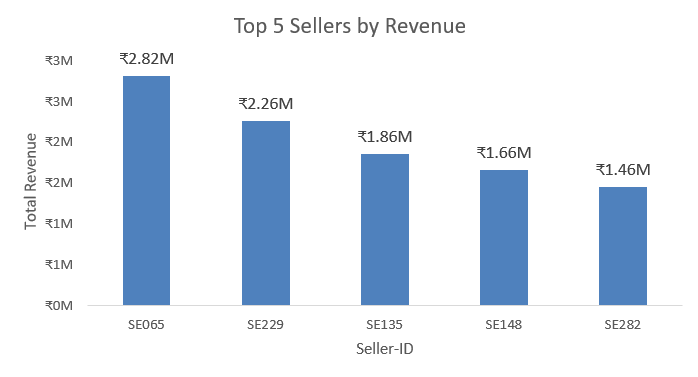 Top 5 Sellers by Revenue
₹3M
₹3M
₹2M
₹2M
₹1M
₹1M
₹0M
Total Revenue
₹2.82M
₹2.26M
₹1.86M
₹1.66M
₹1.46M
SE065
SE229
SE135
SE148
SE282
Seller-ID